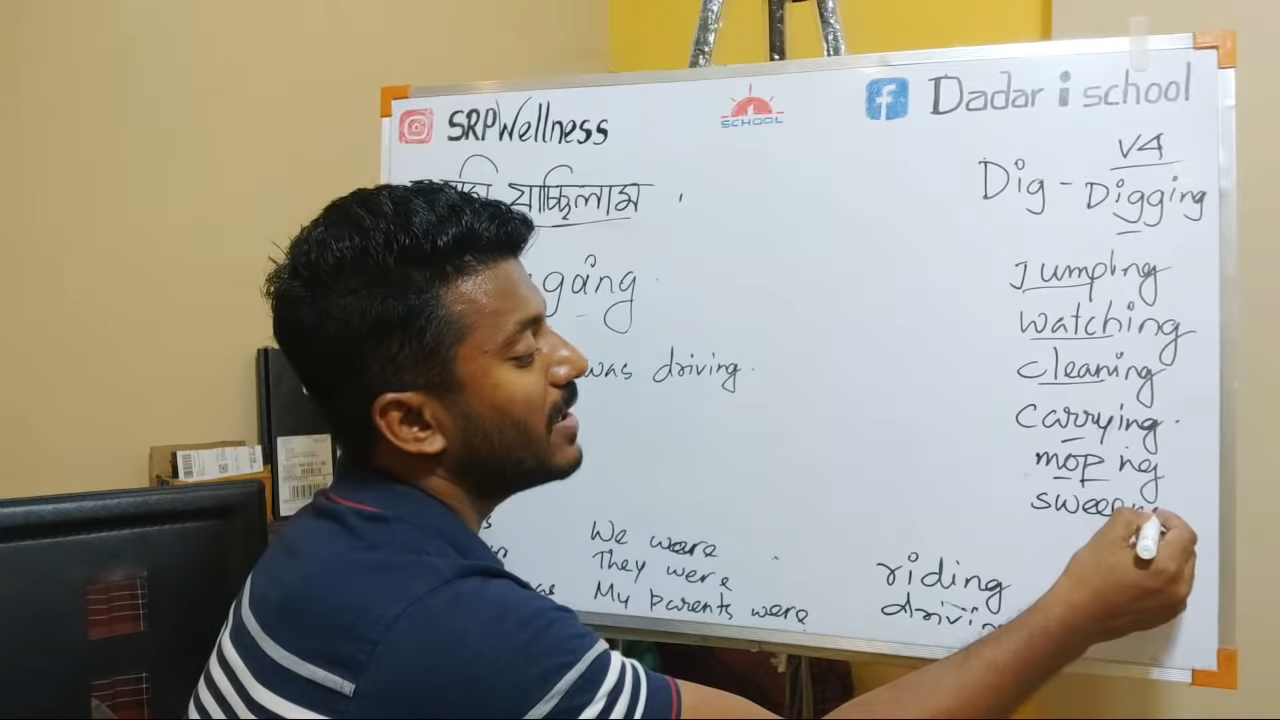 SRPWellness
SCHOOL
f Dadar i school
যাচ্ছিলাম
V4
Dig - Digging
going
Jumping
watching
was driving.
cleaning
carrying.
moping
We were
They were
My parents were
riding